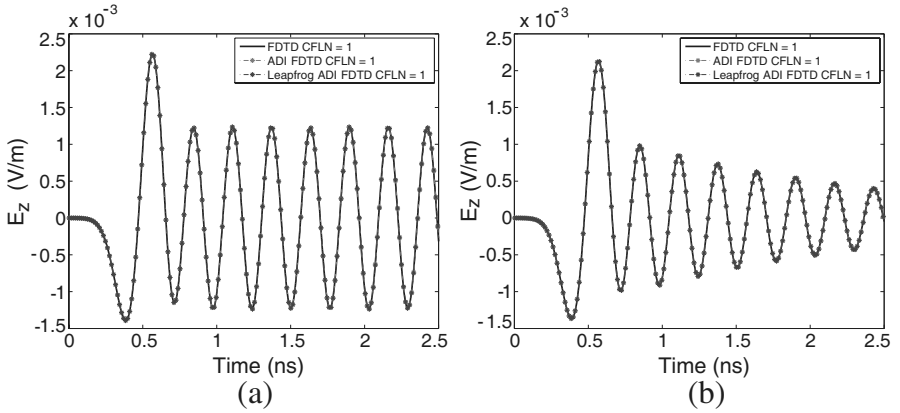 x 10⁻³
2.5
2
1.5
1
0.5
0
-0.5
-1
-1.5
E_z (V/m)
0 0.5 1 1.5 2 2.5
Time (ns)
FDTD CFLN = 1
ADI FDTD CFLN = 1
Leapfrog ADI FDTD CFLN = 1
(a)
x 10⁻³
2.5
2
1.5
1
0.5
0
-0.5
-1
-1.5
E_z (V/m)
0 0.5 1 1.5 2 2.5
Time (ns)
FDTD CFLN = 1
ADI FDTD CFLN = 1
Leapfrog ADI FDTD CFLN = 1
(b)